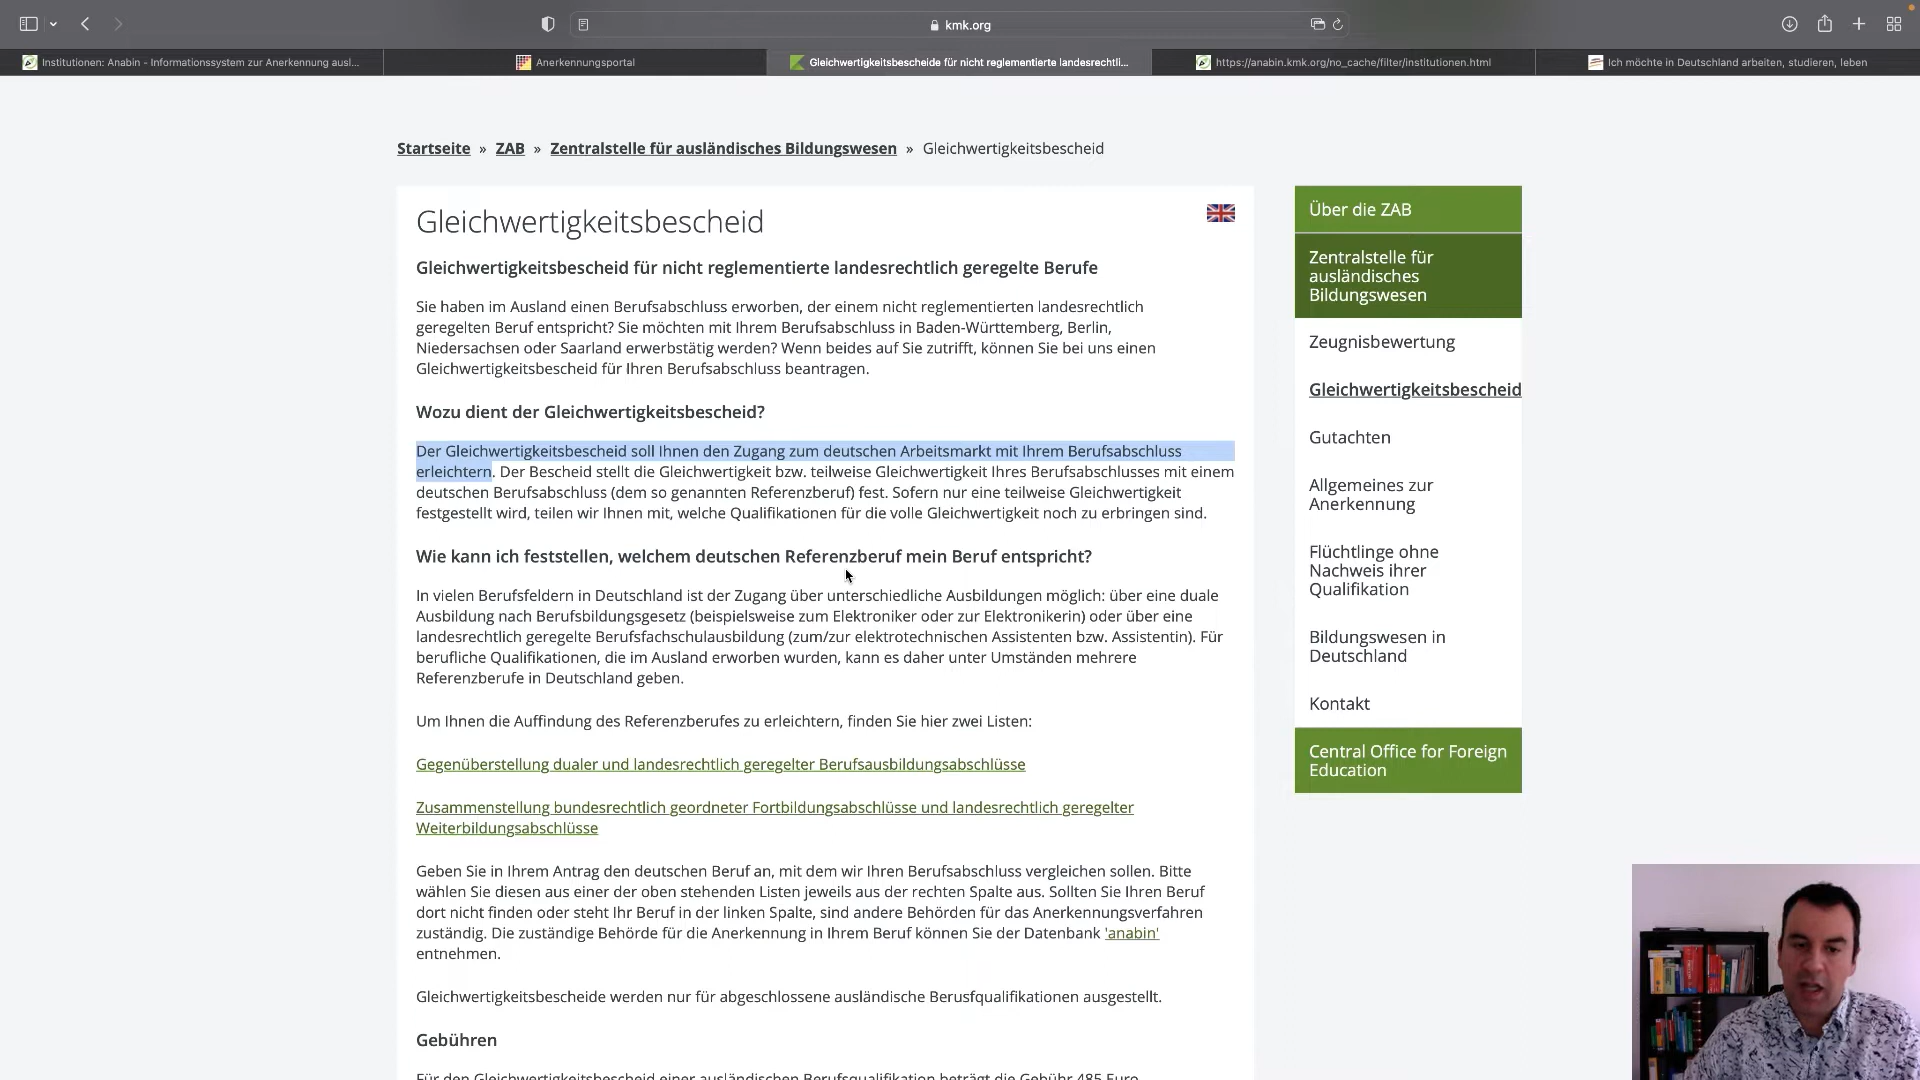 kmk.org
Institutionen: Anabin - Informationssystem zur Anerkennung ausl...
Anerkennungsportal
Gleichwertigkeitsbescheide für nicht reglementierte landesrechtli...
https://anabin.kmk.org/no_cache/filter/institutionen.html
Ich möchte in Deutschland arbeiten, studieren, leben
Startseite » ZAB » Zentralstelle für ausländisches Bildungswesen » Gleichwertigkeitsbescheid
Gleichwertigkeitsbescheid
Gleichwertigkeitsbescheid für nicht reglementierte landesrechtlich geregelte Berufe
Sie haben im Ausland einen Berufsabschluss erworben, der einem nicht reglementierten landesrechtlich
geregelten Beruf entspricht? Sie möchten mit Ihrem Berufsabschluss in Baden-Württemberg, Berlin,
Niedersachsen oder Saarland erwerbstätig werden? Wenn beides auf Sie zutrifft, können Sie bei uns einen
Gleichwertigkeitsbescheid für Ihren Berufsabschluss beantragen.
Wozu dient der Gleichwertigkeitsbescheid?
Der Gleichwertigkeitsbescheid soll Ihnen den Zugang zum deutschen Arbeitsmarkt mit Ihrem Berufsabschluss
erleichtern. Der Bescheid stellt die Gleichwertigkeit bzw. teilweise Gleichwertigkeit Ihres Berufsabschlusses mit einem
deutschen Berufsabschluss (dem so genannten Referenzberuf) fest. Sofern nur eine teilweise Gleichwertigkeit
festgestellt wird, teilen wir Ihnen mit, welche Qualifikationen für die volle Gleichwertigkeit noch zu erbringen sind.
Wie kann ich feststellen, welchem deutschen Referenzberuf mein Beruf entspricht?
In vielen Berufsfeldern in Deutschland ist der Zugang über unterschiedliche Ausbildungen möglich: über eine duale
Ausbildung nach Berufsbildungsgesetz (beispielsweise zum Elektroniker oder zur Elektronikerin) oder über eine
landesrechtlich geregelte Berufsfachschulausbildung (zum/zur elektrotechnischen Assistenten bzw. Assistentin). Für
berufliche Qualifikationen, die im Ausland erworben wurden, kann es daher unter Umständen mehrere
Referenzberufe in Deutschland geben.
Um Ihnen die Auffindung des Referenzberufes zu erleichtern, finden Sie hier zwei Listen:
Gegenüberstellung dualer und landesrechtlich geregelter Berufsausbildungsabschlüsse
Zusammenstellung bundesrechtlich geordneter Fortbildungsabschlüsse und landesrechtlich geregelter
Weiterbildungsabschlüsse
Geben Sie in Ihrem Antrag den deutschen Beruf an, mit dem wir Ihren Berufsabschluss vergleichen sollen. Bitte
wählen Sie diesen aus einer der oben stehenden Listen jeweils aus der rechten Spalte aus. Sollten Sie Ihren Beruf
dort nicht finden oder steht Ihr Beruf in der linken Spalte, sind andere Behörden für das Anerkennungsverfahren
zuständig. Die zuständige Behörde für die Anerkennung in Ihrem Beruf können Sie der Datenbank 'anabin'
entnehmen.
Gleichwertigkeitsbescheide werden nur für abgeschlossene ausländische Berusfqualifikationen ausgestellt.
Gebühren
Für den Gleichwertigkeitsbescheid einer ausländischen Berufsqualifikation beträgt die Gebühr 485 Euro.
Über die ZAB
Zentralstelle für
ausländisches
Bildungswesen
Zeugnisbewertung
Gleichwertigkeitsbescheid
Gutachten
Allgemeines zur
Anerkennung
Flüchtlinge ohne
Nachweis ihrer
Qualifikation
Bildungswesen in
Deutschland
Kontakt
Central Office for Foreign
Education